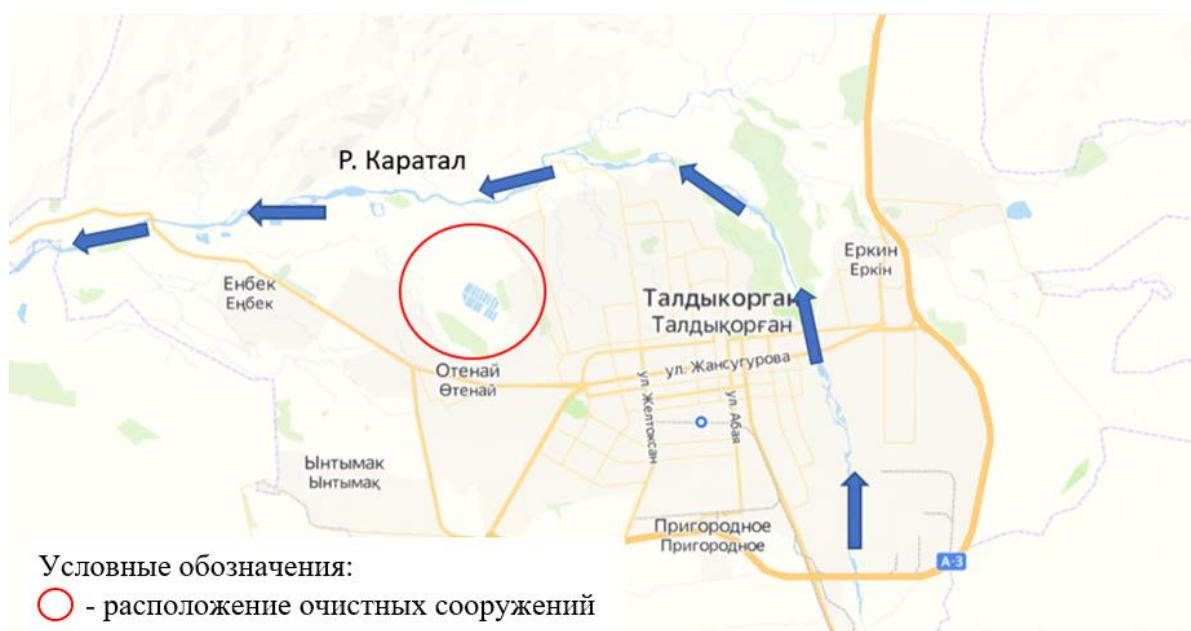 Р. Каратал
Еркин
Еркін
Енбек
Еңбек
Талдыкорган
Талдықорған
ул. Жансугурова
Отенай
Өтенай
ул. Желтоксан
ул. Абая
Ынтымак
Ынтымақ
Пригородное
Пригородное
А-3
Условные обозначения:
- расположение очистных сооружений